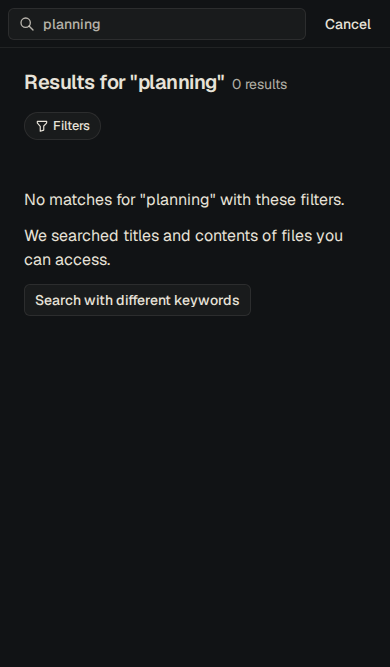 planning
Cancel
Results for "planning" 0 results
Filters
No matches for "planning" with these filters.
We searched titles and contents of files you
can access.
Search with different keywords